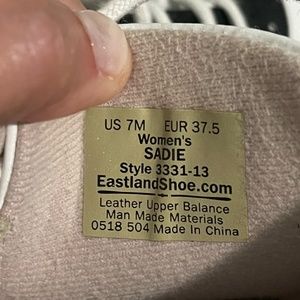 US 7M EUR 37.5
Women's
SADIE
Style 3331-13
EastlandShoe.com
Leather Upper Balance
Man Made Materials
0518 504 Made In China